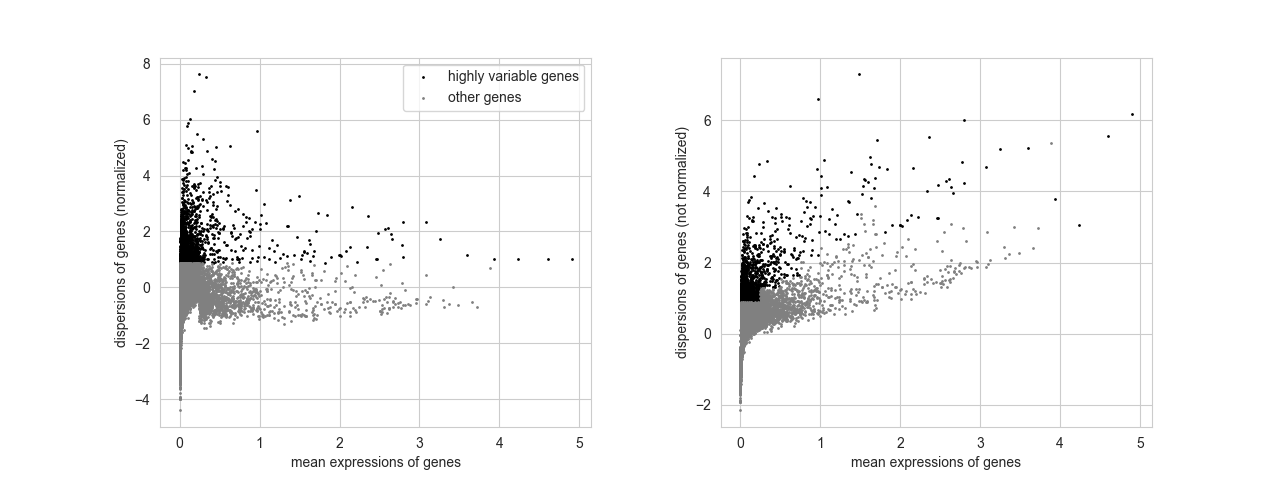 8
6
4
2
0
−2
−4
0 1 2 3 4 5
dispersions of genes (normalized)
mean expressions of genes
highly variable genes
other genes
6
4
2
0
−2
0 1 2 3 4 5
dispersions of genes (not normalized)
mean expressions of genes